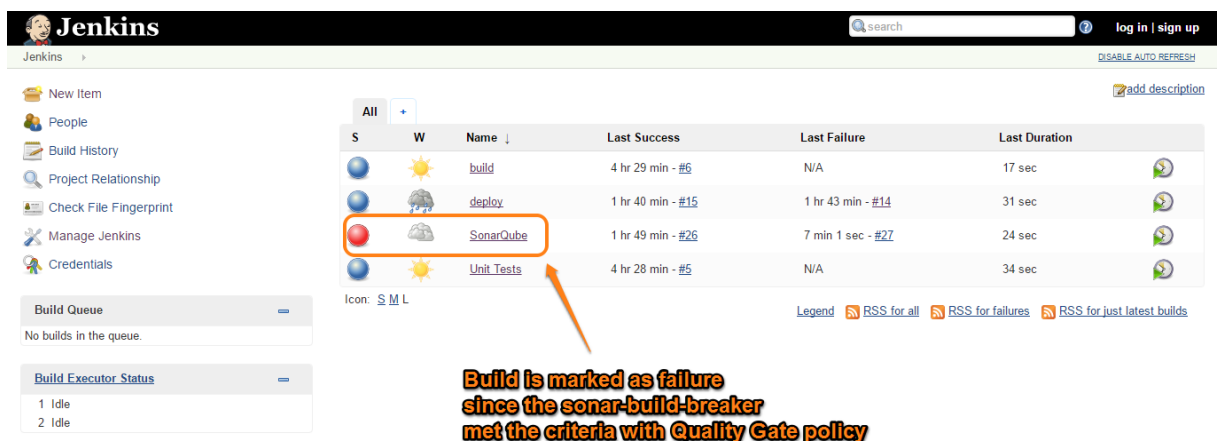 Jenkins
search
log in | sign up
Jenkins
DISABLE AUTO REFRESH
New Item
People
Build History
Project Relationship
Check File Fingerprint
Manage Jenkins
Credentials
Build Queue
No builds in the queue.
Build Executor Status
1 Idle
2 Idle
add description
All +
S W Name ↓ Last Success Last Failure Last Duration
build 4 hr 29 min - #6 N/A 17 sec
deploy 1 hr 40 min - #15 1 hr 43 min - #14 31 sec
SonarQube 1 hr 49 min - #26 7 min 1 sec - #27 24 sec
Unit Tests 4 hr 28 min - #5 N/A 34 sec
Icon: S M L
Legend RSS for all RSS for failures RSS for just latest builds
Build is marked as failure
since the sonar-build-breaker
met the criteria with Quality Gate policy